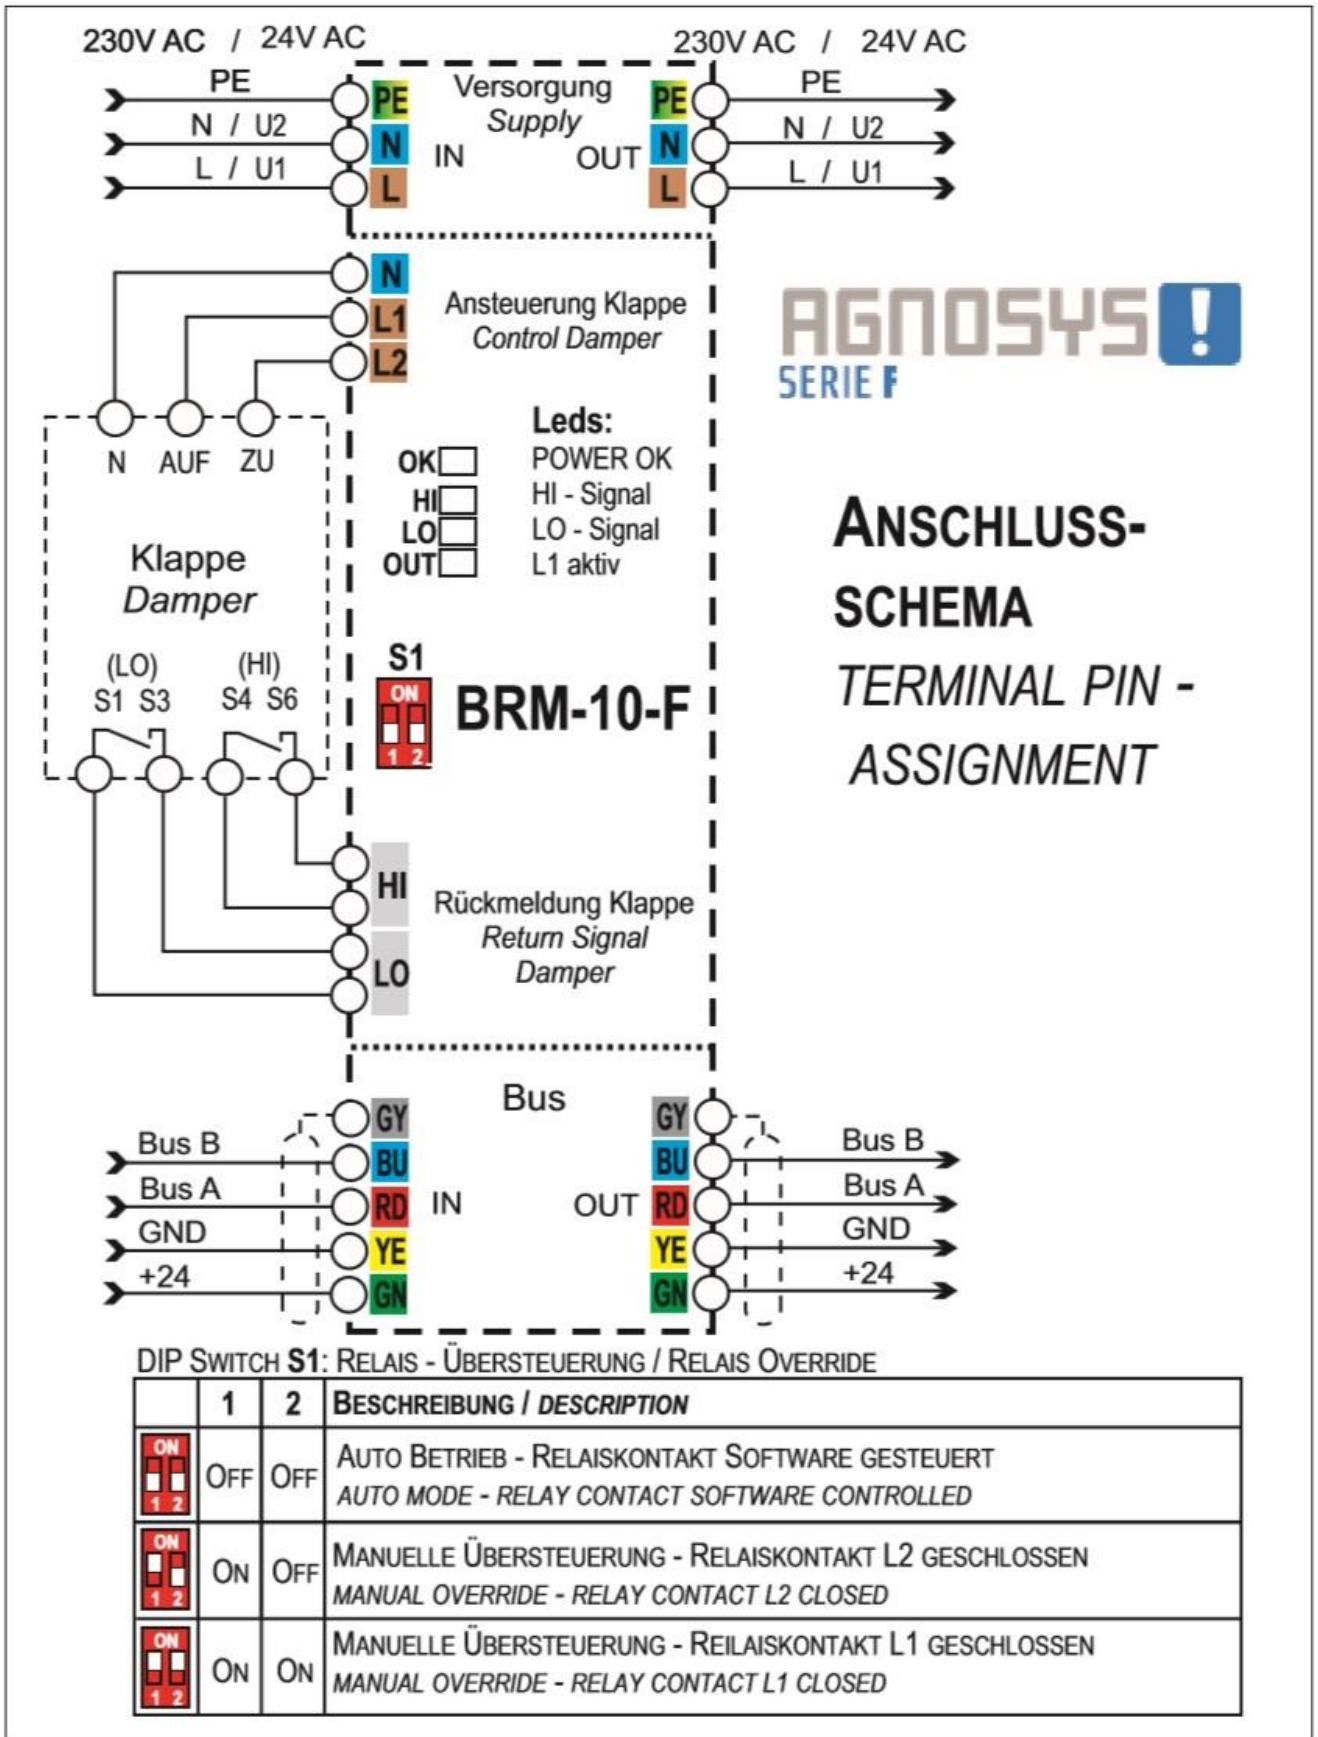 230V AC / 24V AC
230V AC / 24V AC
PE
PE
Versorgung
Supply
PE
PE
N / U2
N
IN
OUT
N
N / U2
L / U1
L
L
L / U1
N
L1
L2
Ansteuerung Klappe
Control Damper
AGNOSYS!
SERIE F
N AUF ZU
Klappe
Damper
Leds:
OK POWER OK
HI HI - Signal
LO LO - Signal
OUT L1 aktiv
ANSCHLUSS-
SCHEMA
TERMINAL PIN -
ASSIGNMENT
(LO) (HI)
S1 S3 S4 S6
S1
ON
1 2
BRM-10-F
HI
LO
Rückmeldung Klappe
Return Signal
Damper
Bus
GY
GY
Bus B
BU
BU
Bus B
Bus A
RD
IN
OUT
RD
Bus A
GND
YE
YE
GND
+24
GN
GN
+24
DIP SWITCH S1: RELAIS - ÜBERSTEUERUNG / RELAIS OVERRIDE
1 2 BESCHREIBUNG / DESCRIPTION
ON
1 2
OFF OFF
AUTO BETRIEB - RELAISKONTAKT SOFTWARE GESTEUERT
AUTO MODE - RELAY CONTACT SOFTWARE CONTROLLED
ON
1 2
ON OFF
MANUELLE ÜBERSTEUERUNG - RELAISKONTAKT L2 GESCHLOSSEN
MANUAL OVERRIDE - RELAY CONTACT L2 CLOSED
ON
1 2
ON ON
MANUELLE ÜBERSTEUERUNG - REILAISKONTAKT L1 GESCHLOSSEN
MANUAL OVERRIDE - RELAY CONTACT L1 CLOSED